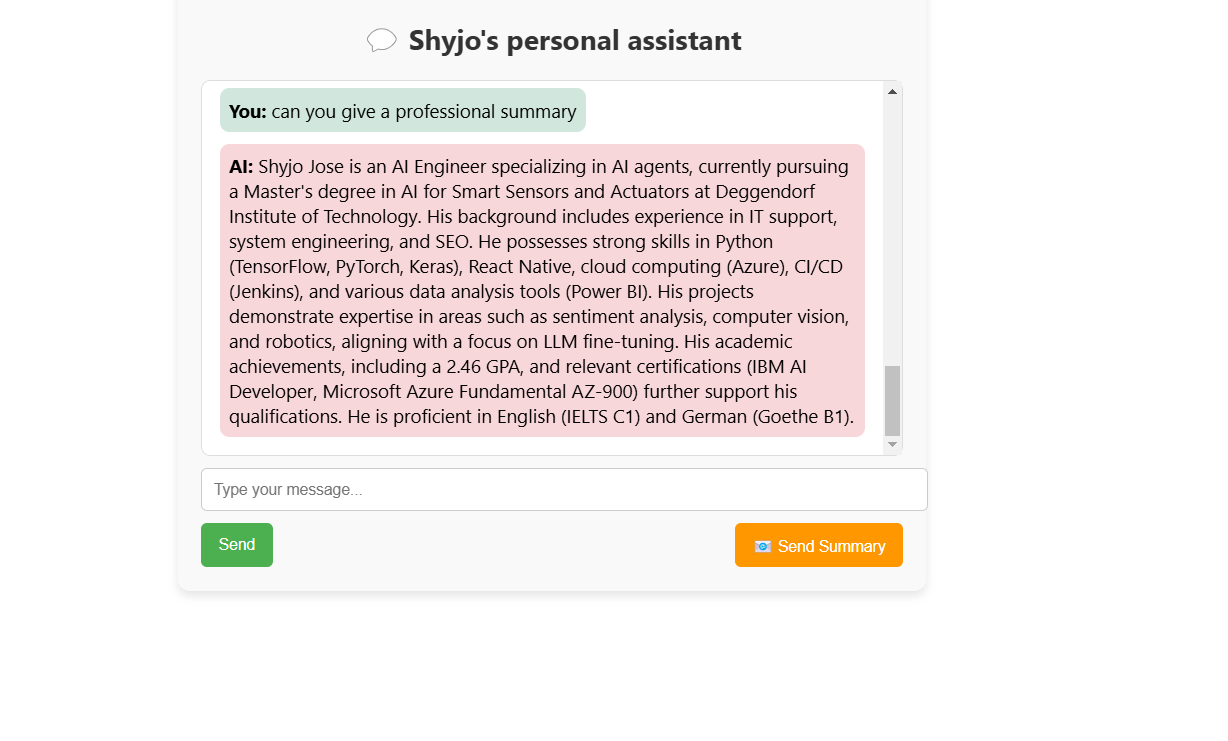 Shyjo's personal assistant
You: can you give a professional summary
AI: Shyjo Jose is an AI Engineer specializing in AI agents, currently pursuing
a Master's degree in AI for Smart Sensors and Actuators at Deggendorf
Institute of Technology. His background includes experience in IT support,
system engineering, and SEO. He possesses strong skills in Python
(TensorFlow, PyTorch, Keras), React Native, cloud computing (Azure), CI/CD
(Jenkins), and various data analysis tools (Power BI). His projects
demonstrate expertise in areas such as sentiment analysis, computer vision,
and robotics, aligning with a focus on LLM fine-tuning. His academic
achievements, including a 2.46 GPA, and relevant certifications (IBM AI
Developer, Microsoft Azure Fundamental AZ-900) further support his
qualifications. He is proficient in English (IELTS C1) and German (Goethe B1).
Type your message...
Send
Send Summary